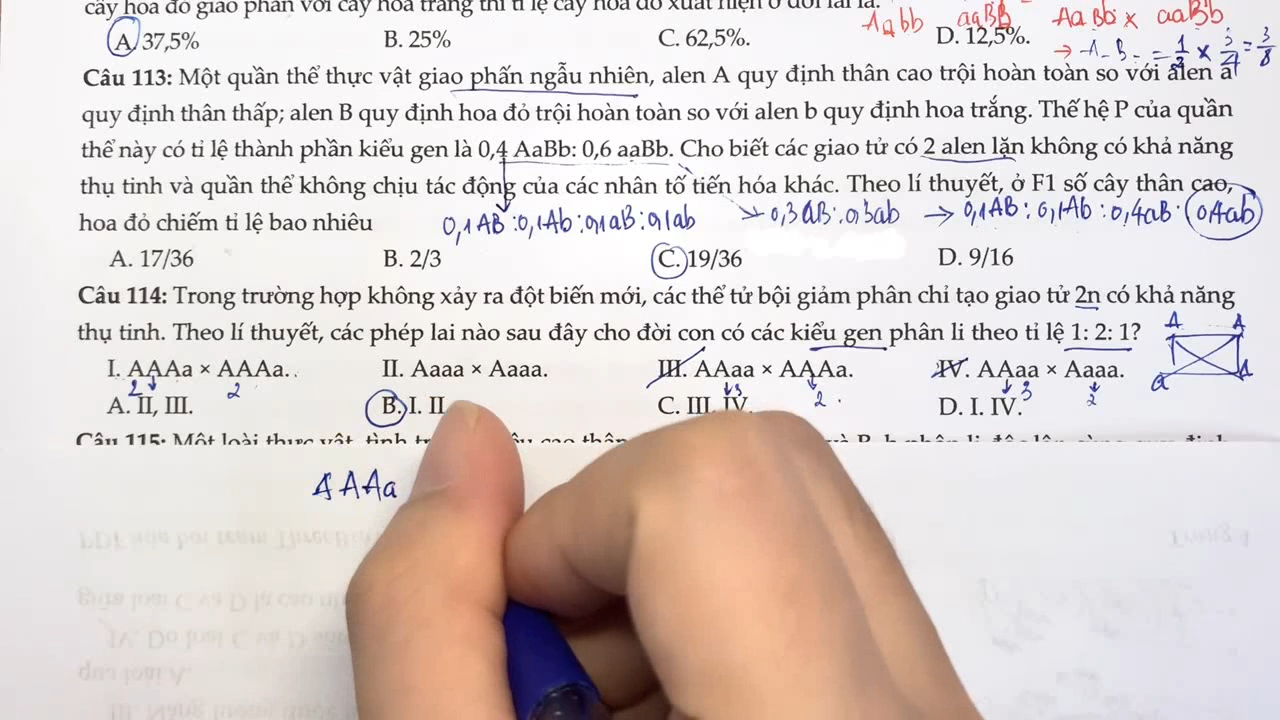 cây hoa đỏ giao phấn với cây hoa trắng thì tỉ lệ cây hoa đỏ xuất hiện ở đời lai là:
Aabb aaBB AaBb × aaBb
A. 37,5% B. 25% C. 62,5%. D. 12,5%.
→ A-B- = 1/2 × 3/4 = 3/8
Câu 113: Một quần thể thực vật giao phấn ngẫu nhiên, alen A quy định thân cao trội hoàn toàn so với alen a
quy định thân thấp; alen B quy định hoa đỏ trội hoàn toàn so với alen b quy định hoa trắng. Thế hệ P của quần
thể này có tỉ lệ thành phần kiểu gen là 0,4 AaBb: 0,6 aaBb. Cho biết các giao tử có 2 alen lặn không có khả năng
thụ tinh và quần thể không chịu tác động của các nhân tố tiến hóa khác. Theo lí thuyết, ở F1 số cây thân cao,
hoa đỏ chiếm tỉ lệ bao nhiêu 0,1AB : 0,1Ab : 0,1aB : 0,1ab → 0,3aB : 0,3ab → 0,1AB : 0,1Ab : 0,4aB : 0,4ab
A. 17/36 B. 2/3 C. 19/36 D. 9/16
Câu 114: Trong trường hợp không xảy ra đột biến mới, các thể tứ bội giảm phân chỉ tạo giao tử 2n có khả năng
thụ tinh. Theo lí thuyết, các phép lai nào sau đây cho đời con có các kiểu gen phân li theo tỉ lệ 1: 2: 1?
A A
I. AAAa × AAAa. II. Aaaa × Aaaa. III. AAaa × AAAa. IV. AAaa × Aaaa.
a a
2 2 3 2 3 2
A. II, III. B. I. II C. III. IV. D. I. IV.
AAAa